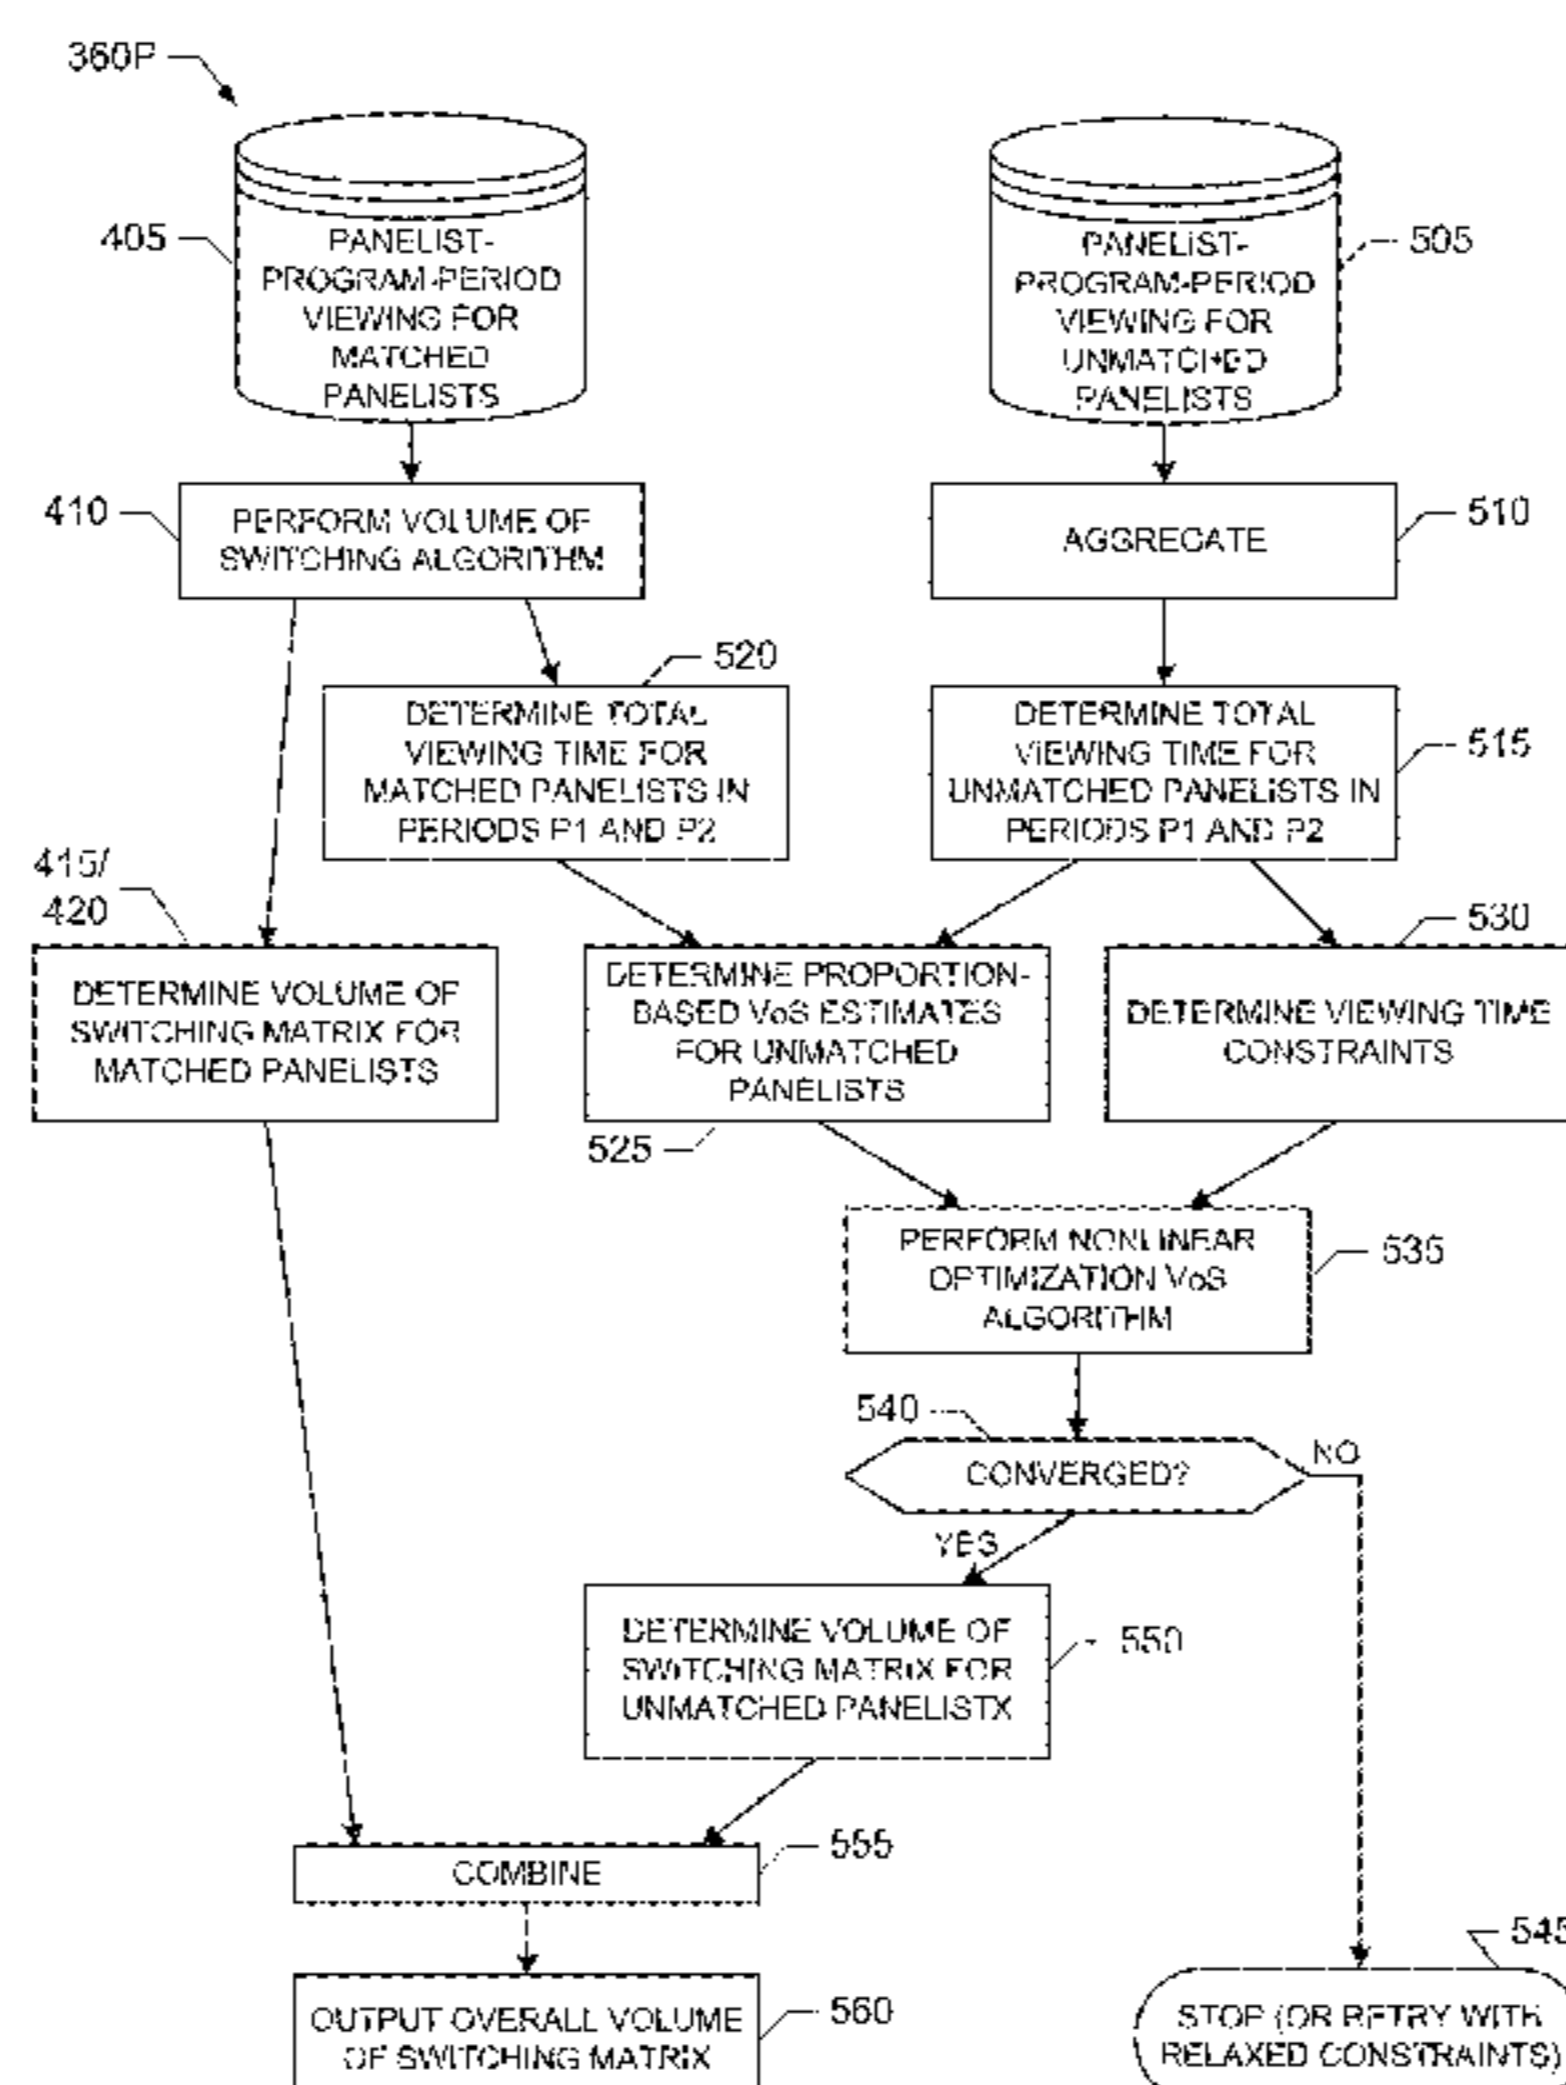 360P
405
PANELIST-
PROGRAM-PERIOD
VIEWING FOR
MATCHED
PANELISTS
505
PANELIST-
PROGRAM-PERIOD
VIEWING FOR
UNMATCHED
PANELISTS
410
PERFORM VOLUME OF
SWITCHING ALGORITHM
510
AGGREGATE
520
DETERMINE TOTAL
VIEWING TIME FOR
MATCHED PANELISTS IN
PERIODS P1 AND P2
515
DETERMINE TOTAL
VIEWING TIME FOR
UNMATCHED PANELISTS IN
PERIODS P1 AND P2
415/
420
DETERMINE VOLUME OF
SWITCHING MATRIX FOR
MATCHED PANELISTS
DETERMINE PROPORTION-
BASED VoS ESTIMATES
FOR UNMATCHED
PANELISTS
525
530
DETERMINE VIEWING TIME
CONSTRAINTS
PERFORM NONLINEAR
OPTIMIZATION VoS
ALGORITHM
535
540
CONVERGED?
NO
YES
DETERMINE VOLUME OF
SWITCHING MATRIX FOR
UNMATCHED PANELISTX
550
COMBINE
555
OUTPUT OVERALL VOLUME
OF SWITCHING MATRIX
560
545
STOP (OR RETRY WITH
RELAXED CONSTRAINTS)